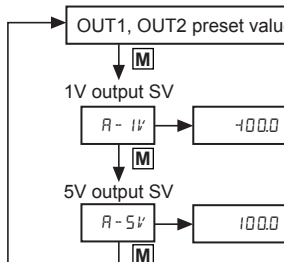 OUT1, OUT2 preset valu
M
1V output SV
A-1V
-100.0
M
5V output SV
A-5V
100.0
M